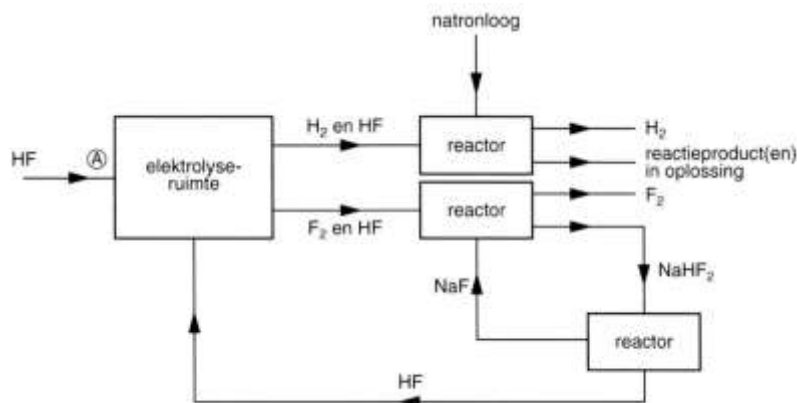 natronloog
H₂ en HF
H₂
HF
A
elektrolyse-
ruimte
reactor
reactieproduct(en)
in oplossing
F₂
reactor
F₂ en HF
NaF
NaHF₂
reactor
HF